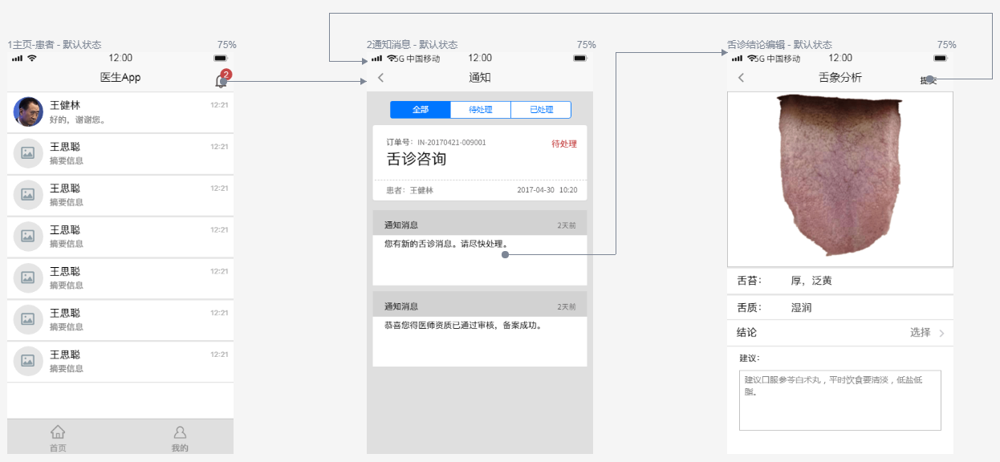 1主页-患者 - 默认状态
75%
12:00
医生App
2
王健林
12:21
好的，谢谢您。
王思聪
12:21
摘要信息
王思聪
12:21
摘要信息
王思聪
12:21
摘要信息
王思聪
12:21
摘要信息
王思聪
12:21
摘要信息
王思聪
12:21
摘要信息
首页
我的
2通知消息 - 默认状态
75%
5G 中国移动
12:00
通知
全部
待处理
已处理
订单号：IN-20170421-009001
待处理
舌诊咨询
患者：王健林
2017-04-30 10:20
通知消息
2天前
您有新的舌诊消息。请尽快处理。
通知消息
2天前
恭喜您得医师资质已通过审核，备案成功。
舌诊结论编辑 - 默认状态
75%
5G 中国移动
12:00
舌象分析
提交
舌苔：
厚，泛黄
舌质：
湿润
结论
选择
建议：
建议口服参苓白术丸，平时饮食要清淡，低盐低
脂。